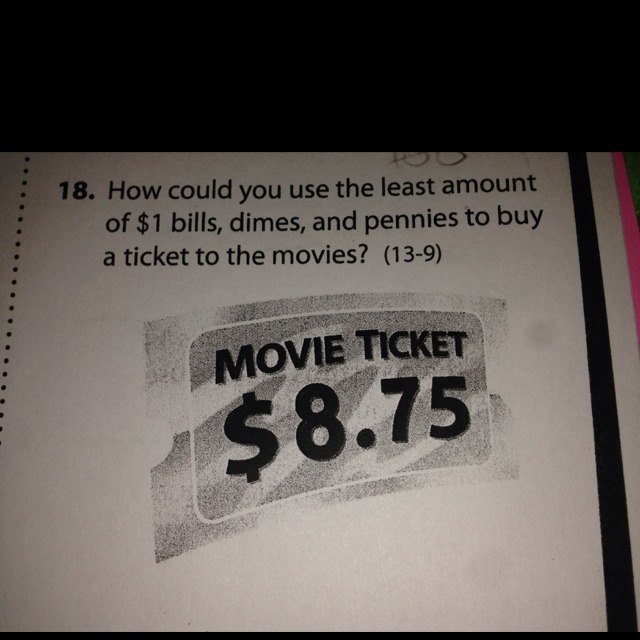 18. How could you use the least amount
of $1 bills, dimes, and pennies to buy
a ticket to the movies? (13-9)
MOVIE TICKET
$8.75